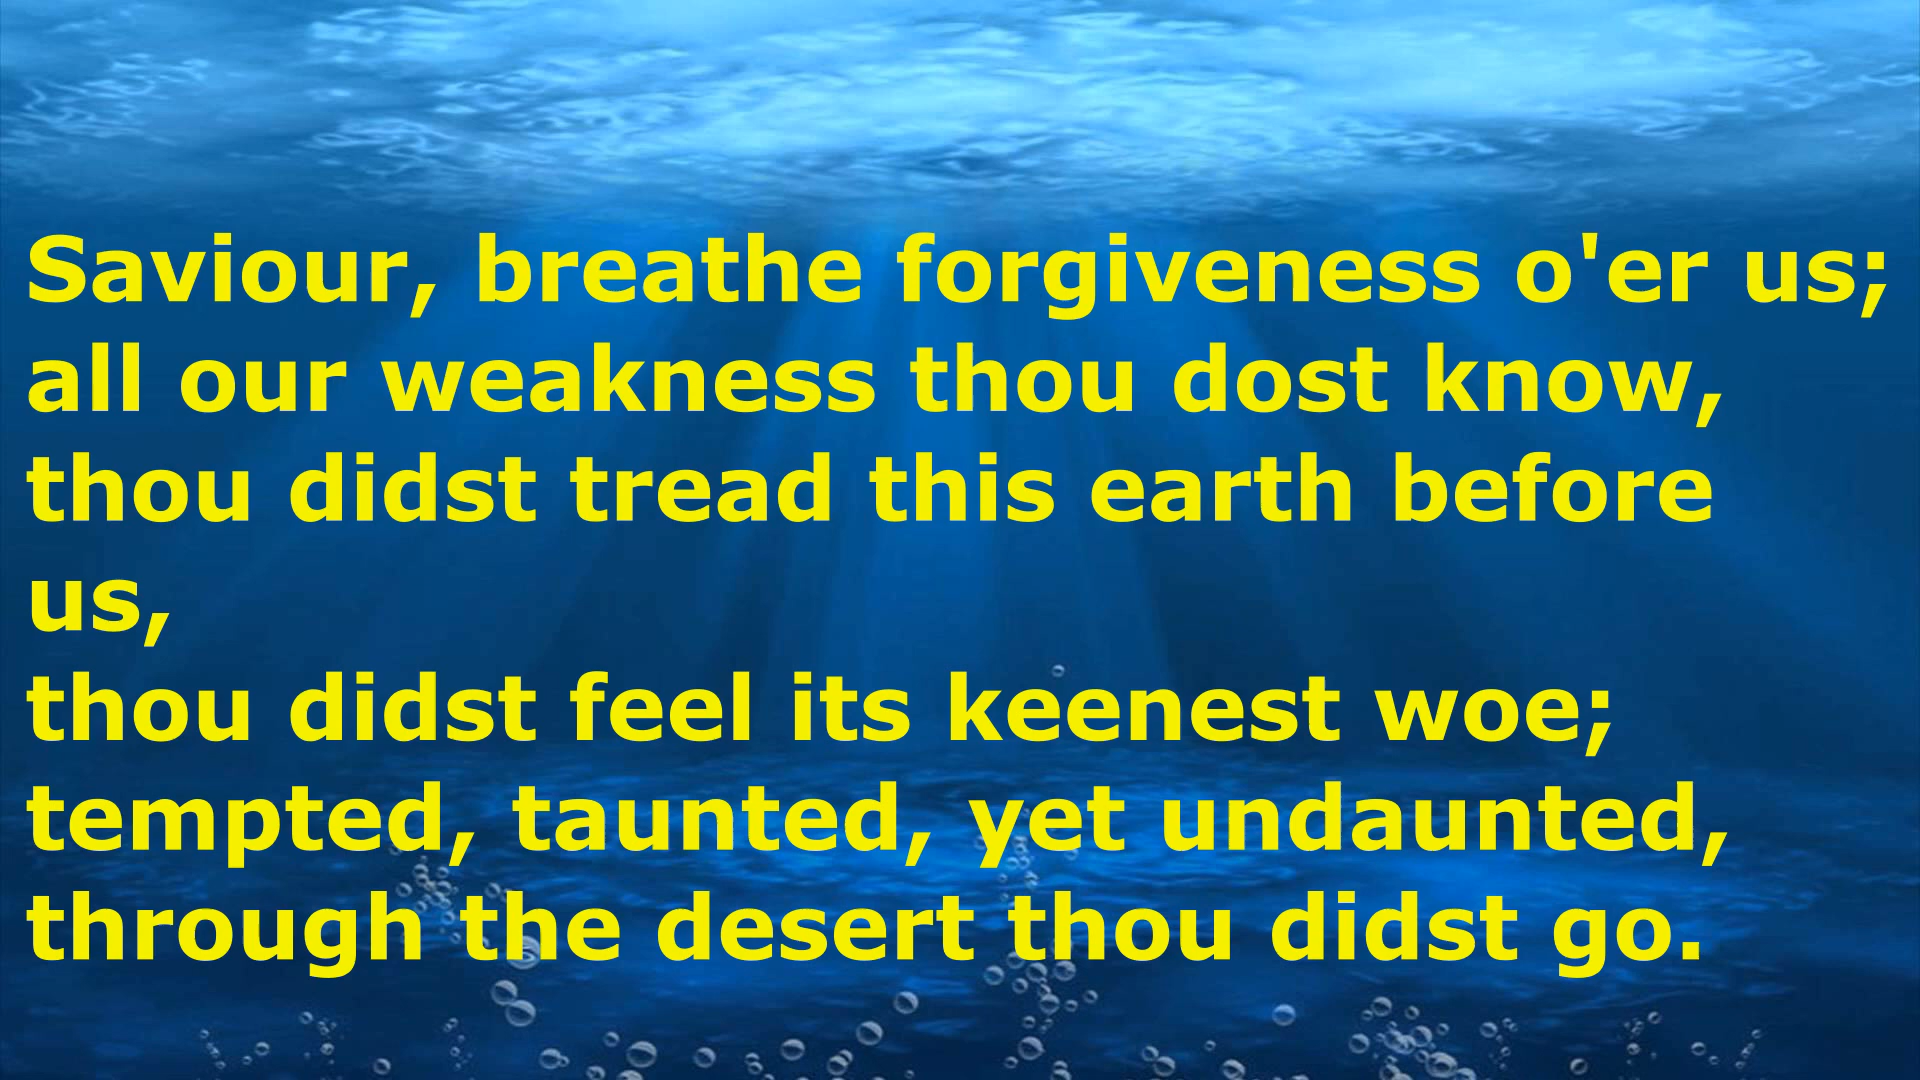 Saviour, breathe forgiveness o'er us;
all our weakness thou dost know,
thou didst tread this earth before
us,
thou didst feel its keenest woe;
tempted, taunted, yet undaunted,
through the desert thou didst go.